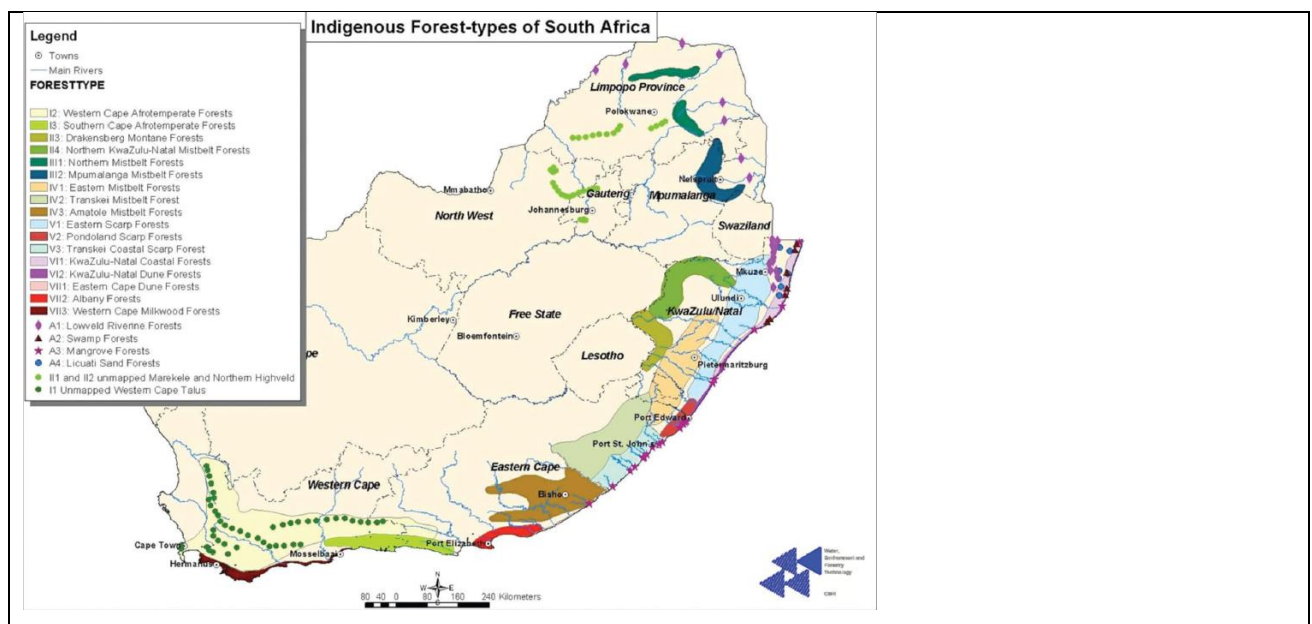 Indigenous Forest-types of South Africa
Legend
Towns
Main Rivers
FORESTTYPE
I2: Western Cape Afrotemperate Forests
I3: Southern Cape Afrotemperate Forests
II3: Drakensberg Montane Forests
II4: Northern KwaZulu-Natal Mistbelt Forests
III1: Northern Mistbelt Forests
III2: Mpumalanga Mistbelt Forests
IV1: Eastern Mistbelt Forests
IV2: Transkei Mistbelt Forest
IV3: Amatole Mistbelt Forests
V1: Eastern Scarp Forests
V2: Pondoland Scarp Forests
V3: Transkei Coastal Scarp Forest
VI1: KwaZulu-Natal Coastal Forests
VI2: KwaZulu-Natal Dune Forests
VII1: Eastern Cape Dune Forests
VII2: Albany Forests
VII3: Western Cape Milkwood Forests
A1: Lowveld Riverine Forests
A2: Swamp Forests
A3: Mangrove Forests
A4: Licuati Sand Forests
II1 and II2 unmapped Marekele and Northern Highveld
I1 Unmapped Western Cape Talus
Limpopo Province
Polokwane
Nelspruit
Mmabatho
Gauteng
Mpumalanga
Johannesburg
North West
Swaziland
Mkuze
Ulundi
KwaZulu/Natal
Kimberley
Free State
Bloemfontein
Lesotho
pe
Pietermaritzburg
Port Edward
Port St. John's
Eastern Cape
Western Cape
Bisho
Cape Town
Port Elizabeth
Mosselbaai
Hermanus
N
W E
S
80 40 0 80 160 240 Kilometers
Water,
Environment and
Forestry
Technology
CSIR